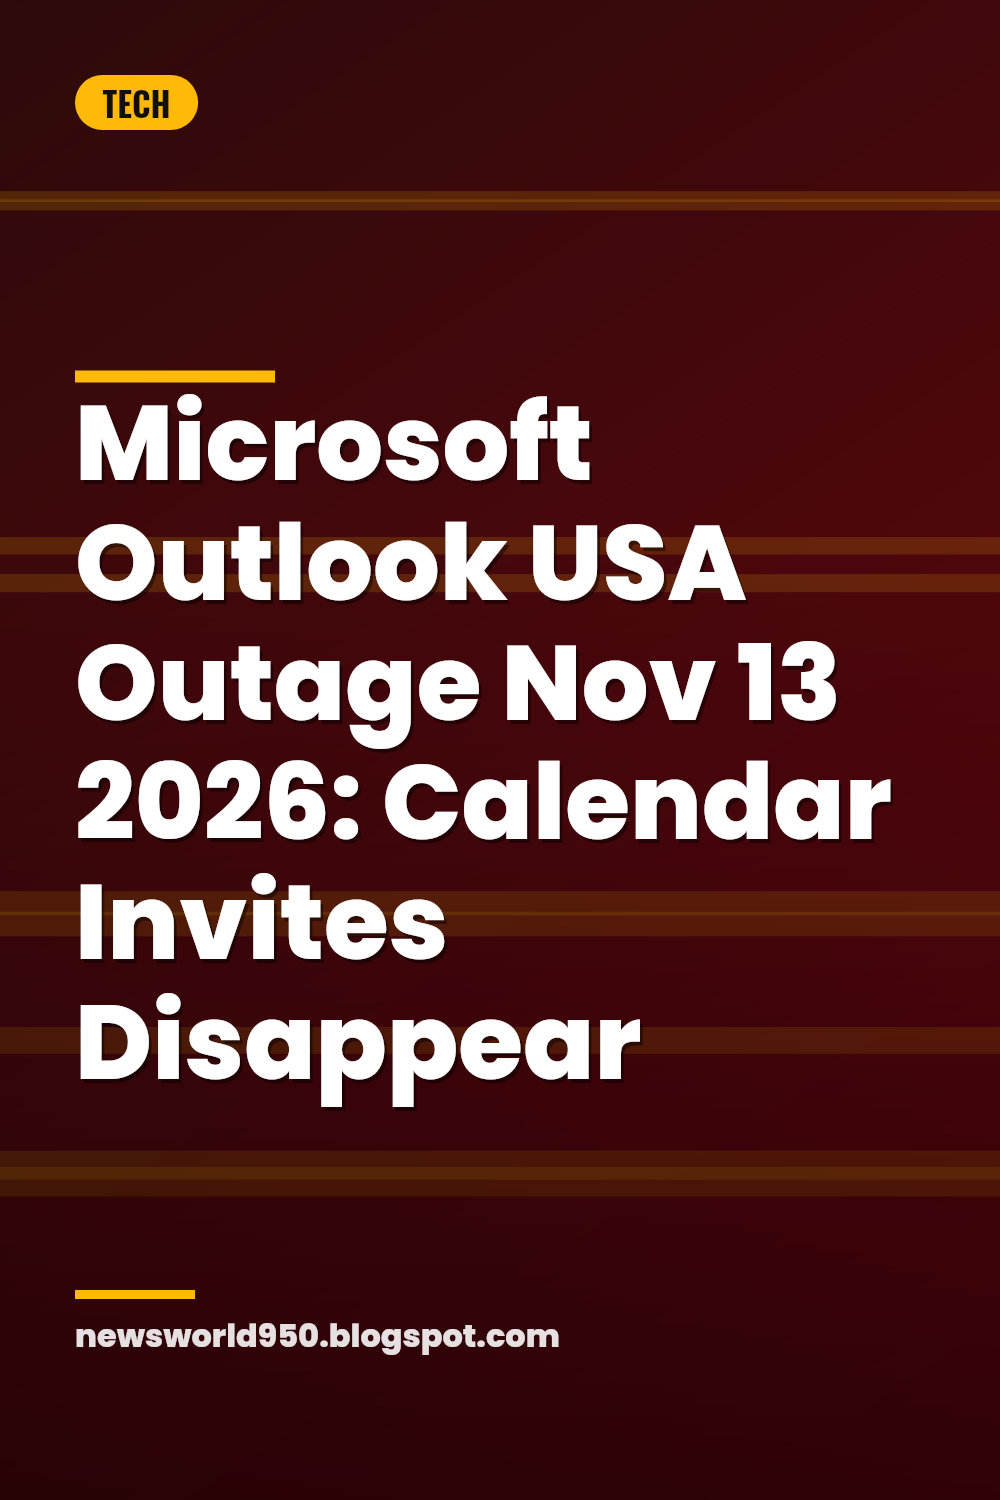 TECH
Microsoft
Outlook USA
Outage Nov 13
2026: Calendar
Invites
Disappear
newsworld950.blogspot.com